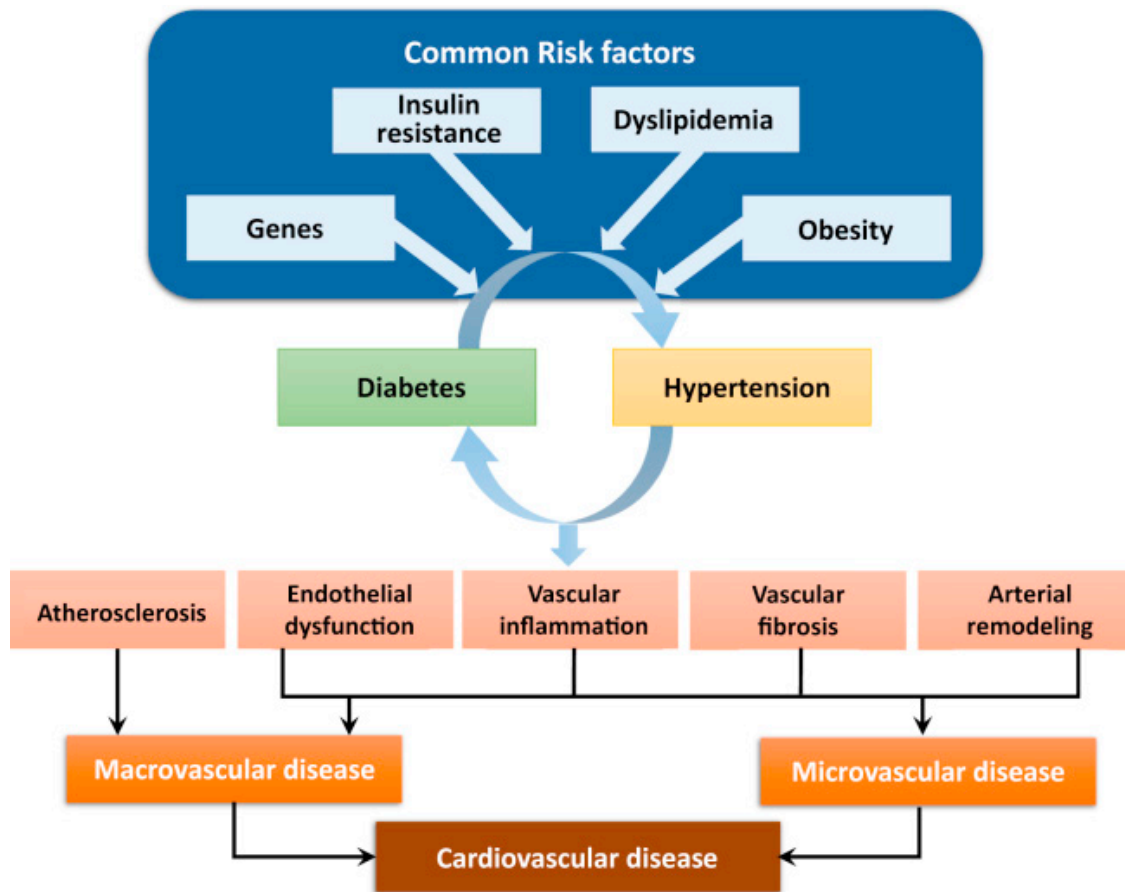 Common Risk factors
Insulin
resistance
Dyslipidemia
Genes
Obesity
Diabetes
Hypertension
Atherosclerosis
Endothelial
dysfunction
Vascular
inflammation
Vascular
fibrosis
Arterial
remodeling
Macrovascular disease
Microvascular disease
Cardiovascular disease